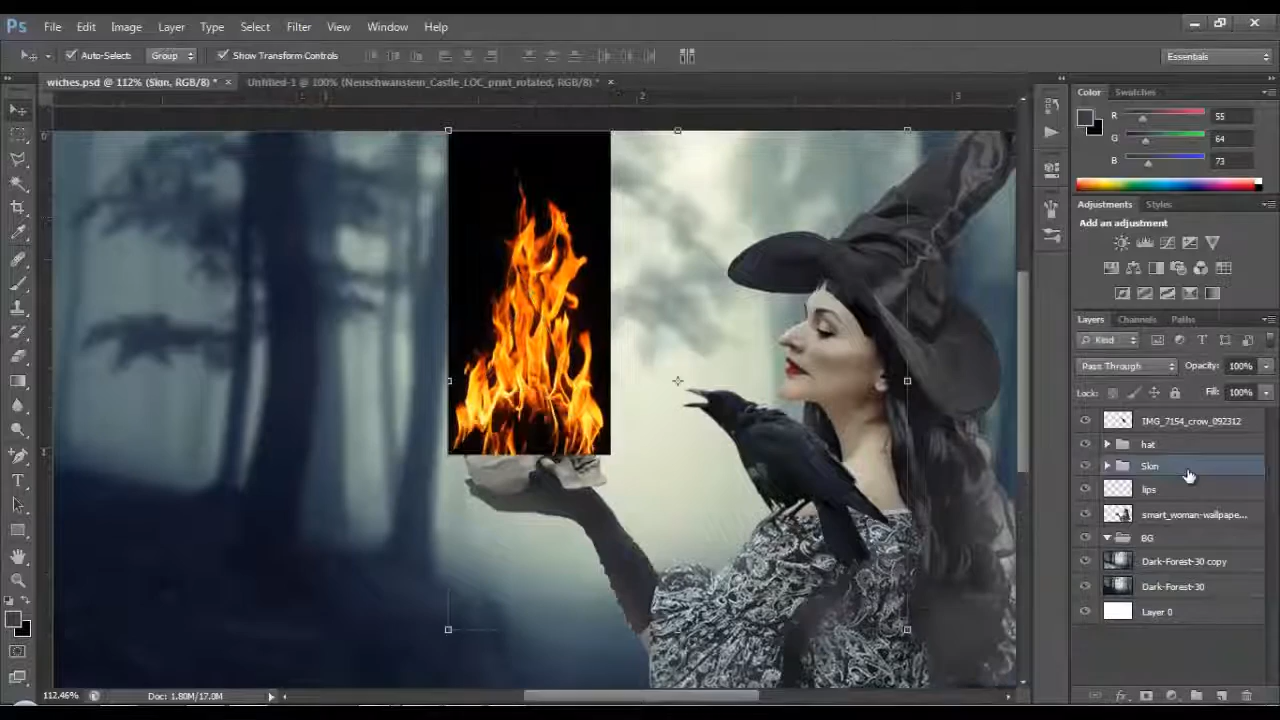 Ps File Edit Image Layer Type Select Filter View Window Help
Auto-Select: Group Show Transform Controls Essentials
wiches.psd @ 112% (Skin, RGB/8) * × Untitled-1 @ 100% (Neuschwanstein_Castle_LOC_print_rotated, RGB/8) * ×
2 3
Color Swatches
R 55
G 64
B 73
Adjustments Styles
Add an adjustment
Layers Channels Paths
Kind
Pass Through Opacity: 100%
Lock: Fill: 100%
IMG_7154_crow_092312
hat
Skin
lips
smart_woman-wallpape...
BG
Dark-Forest-30 copy
Dark-Forest-30
Layer 0
112.46% Doc: 1.80M/17.0M